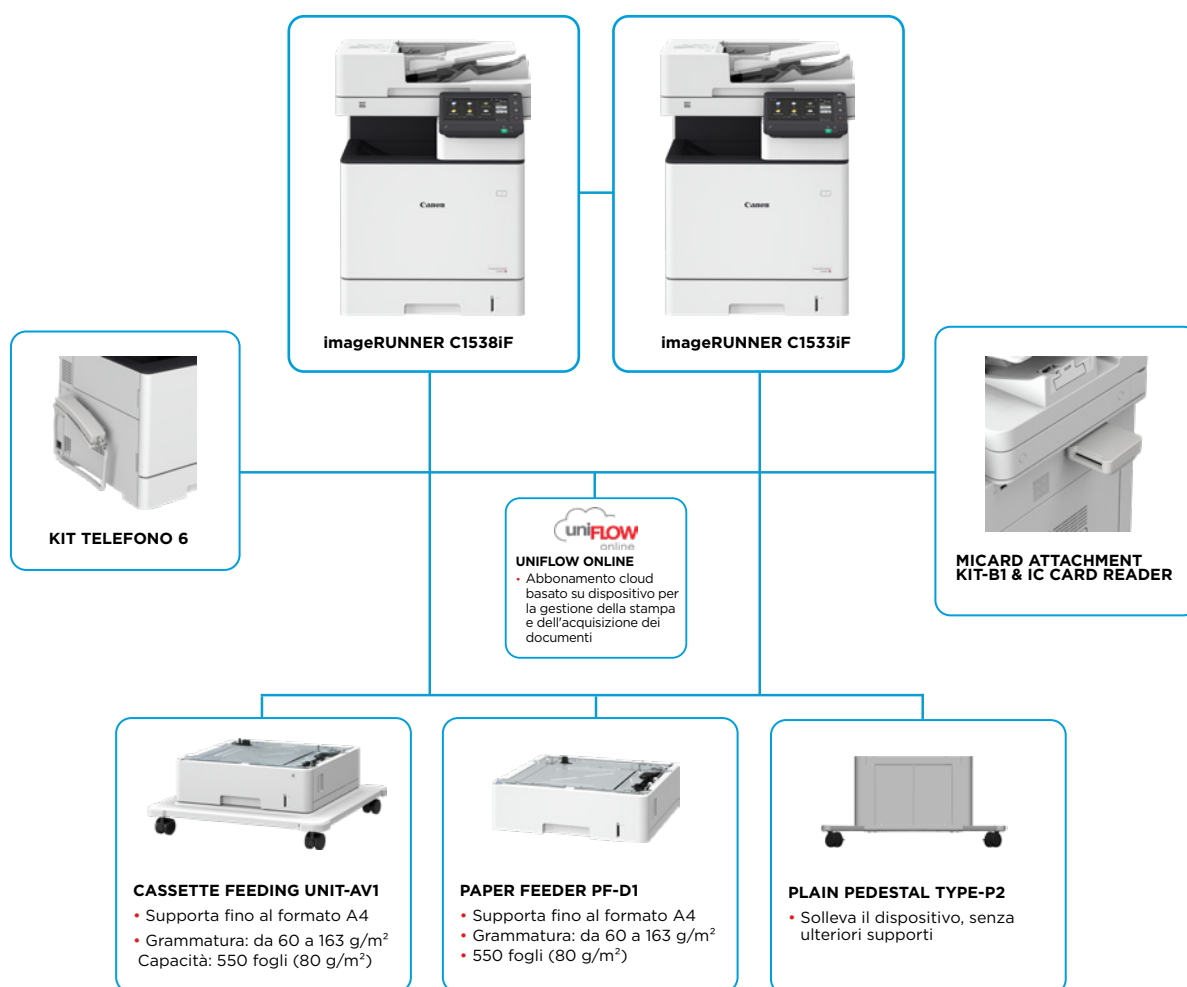 Canon
Canon
imageRUNNER C1538iF
imageRUNNER C1533iF
KIT TELEFONO 6
uniFLOW
online
UNIFLOW ONLINE
• Abbonamento cloud
basato su dispositivo per
la gestione della stampa
e dell'acquisizione dei
documenti
MICARD ATTACHMENT
KIT-B1 & IC CARD READER
CASSETTE FEEDING UNIT-AV1
• Supporta fino al formato A4
• Grammatura: da 60 a 163 g/m²
Capacità: 550 fogli (80 g/m²)
PAPER FEEDER PF-D1
• Supporta fino al formato A4
• Grammatura: da 60 a 163 g/m²
• 550 fogli (80 g/m²)
PLAIN PEDESTAL TYPE-P2
• Solleva il dispositivo, senza
ulteriori supporti